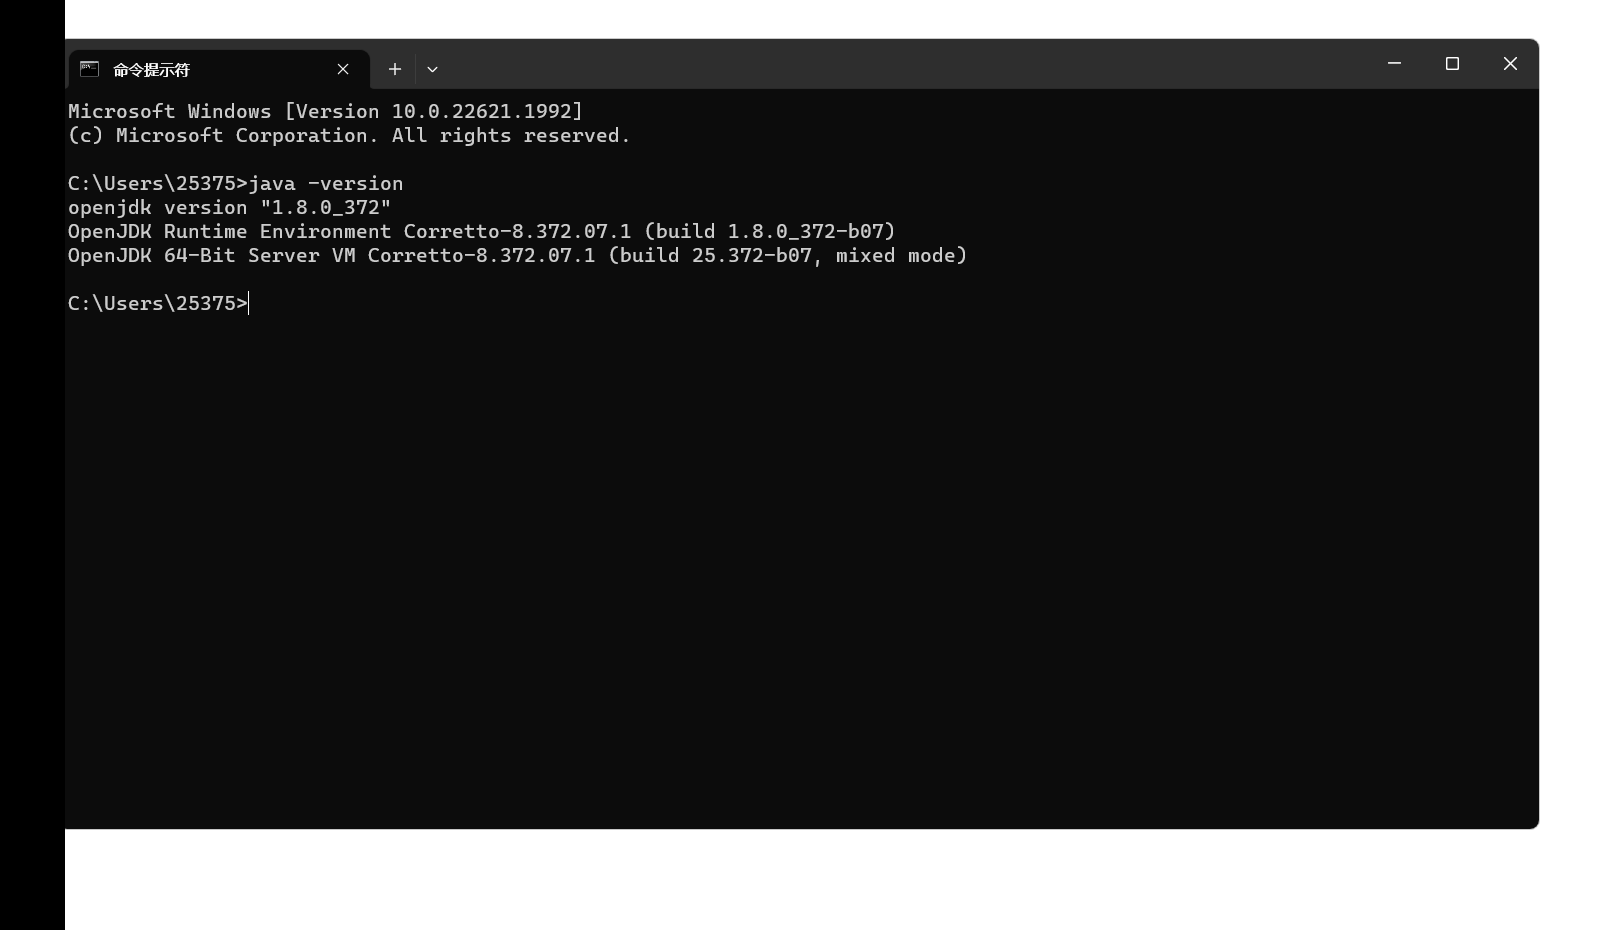 命令提示符
Microsoft Windows [Version 10.0.22621.1992]
(c) Microsoft Corporation. All rights reserved.
C:\Users\25375>java -version
openjdk version "1.8.0_372"
OpenJDK Runtime Environment Corretto-8.372.07.1 (build 1.8.0_372-b07)
OpenJDK 64-Bit Server VM Corretto-8.372.07.1 (build 25.372-b07, mixed mode)
C:\Users\25375>